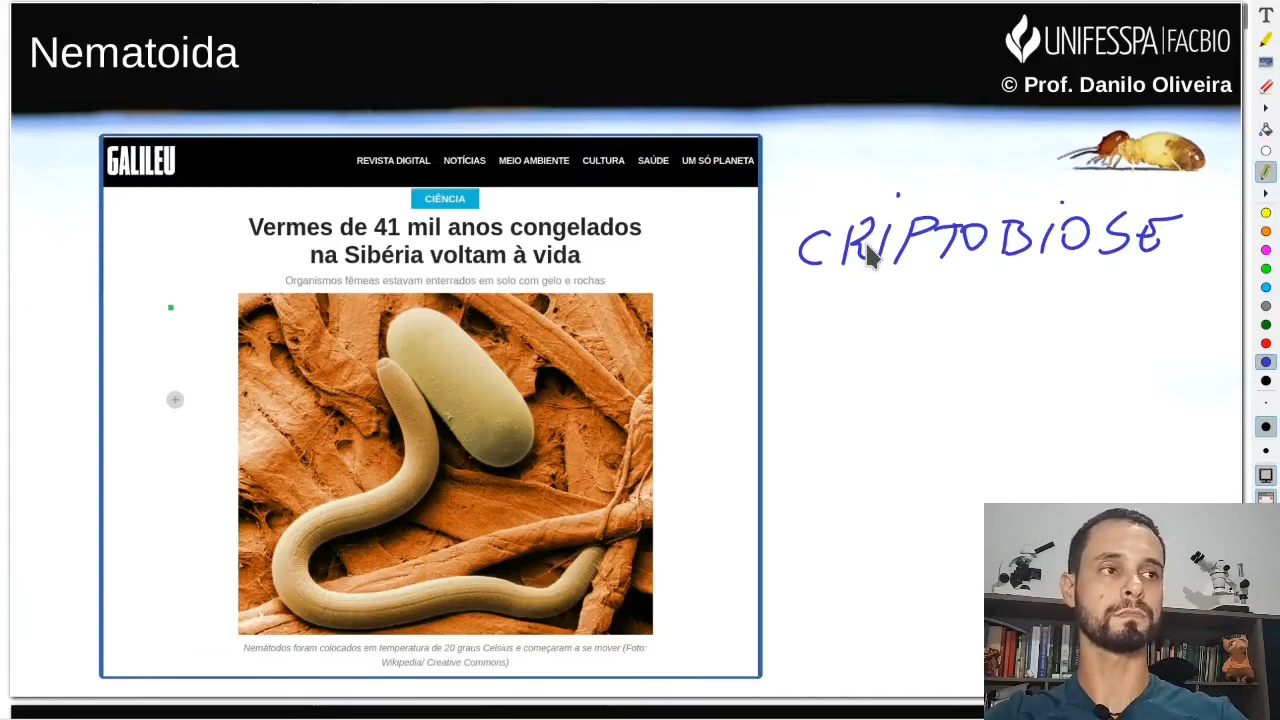 Nematoida
UNIFESSPA|FACBIO
© Prof. Danilo Oliveira
GALILEU
REVISTA DIGITAL NOTÍCIAS MEIO AMBIENTE CULTURA SAÚDE UM SÓ PLANETA
CIÊNCIA
Vermes de 41 mil anos congelados
na Sibéria voltam à vida
Organismos fêmeas estavam enterrados em solo com gelo e rochas
CRIPTOBIOSE
Nemátodos foram colocados em temperatura de 20 graus Celsius e começaram a se mover (Foto:
Wikipedia/ Creative Commons)
T